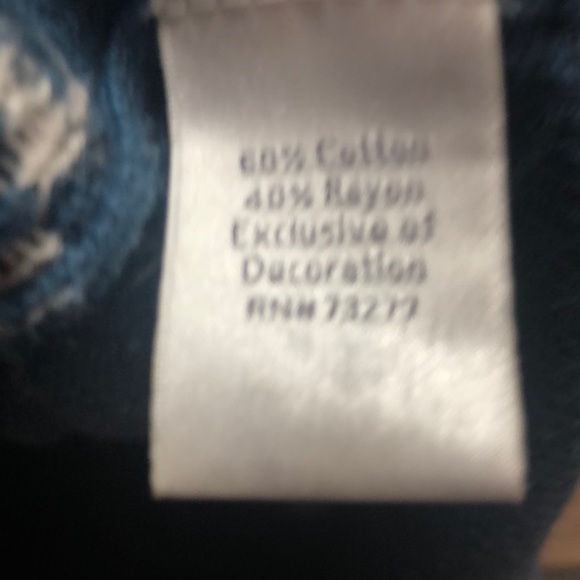 60% Cotton
40% Rayon
Exclusive of
Decoration
RN# 73277